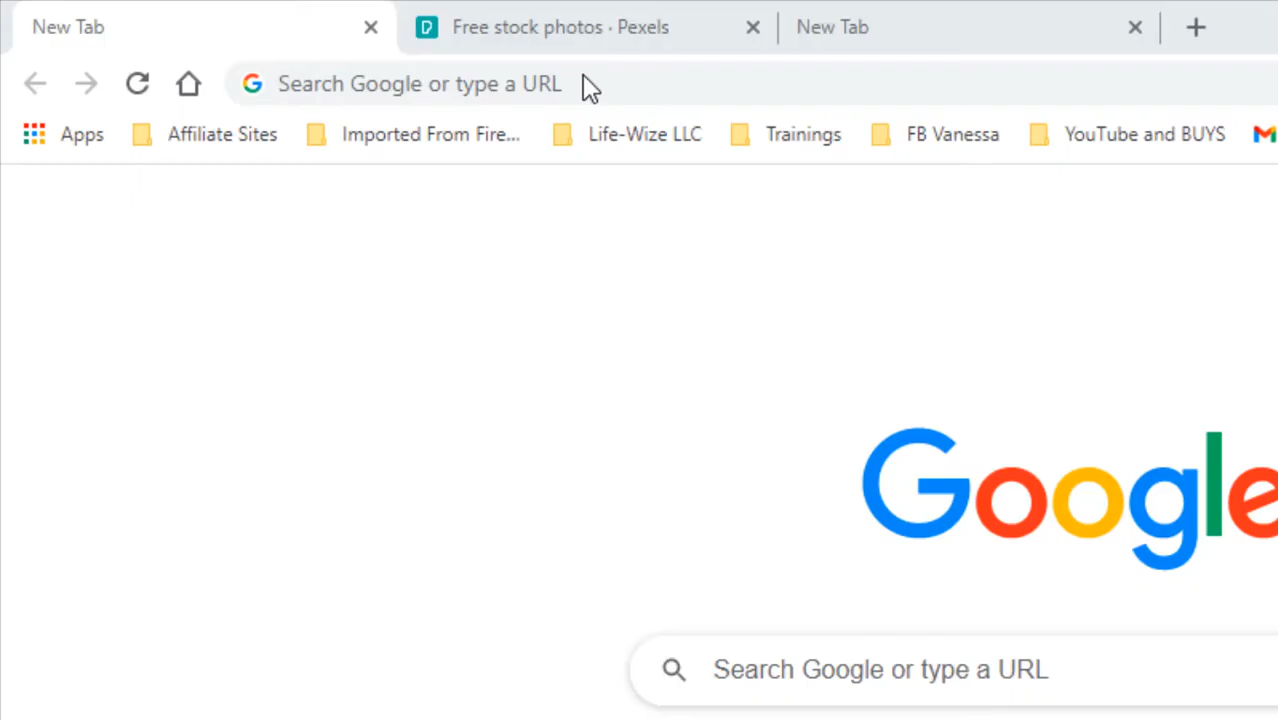 New Tab Free stock photos · Pexels New Tab
Search Google or type a URL
Apps Affiliate Sites Imported From Fire... Life-Wize LLC Trainings FB Vanessa YouTube and BUYS
Google
Search Google or type a URL